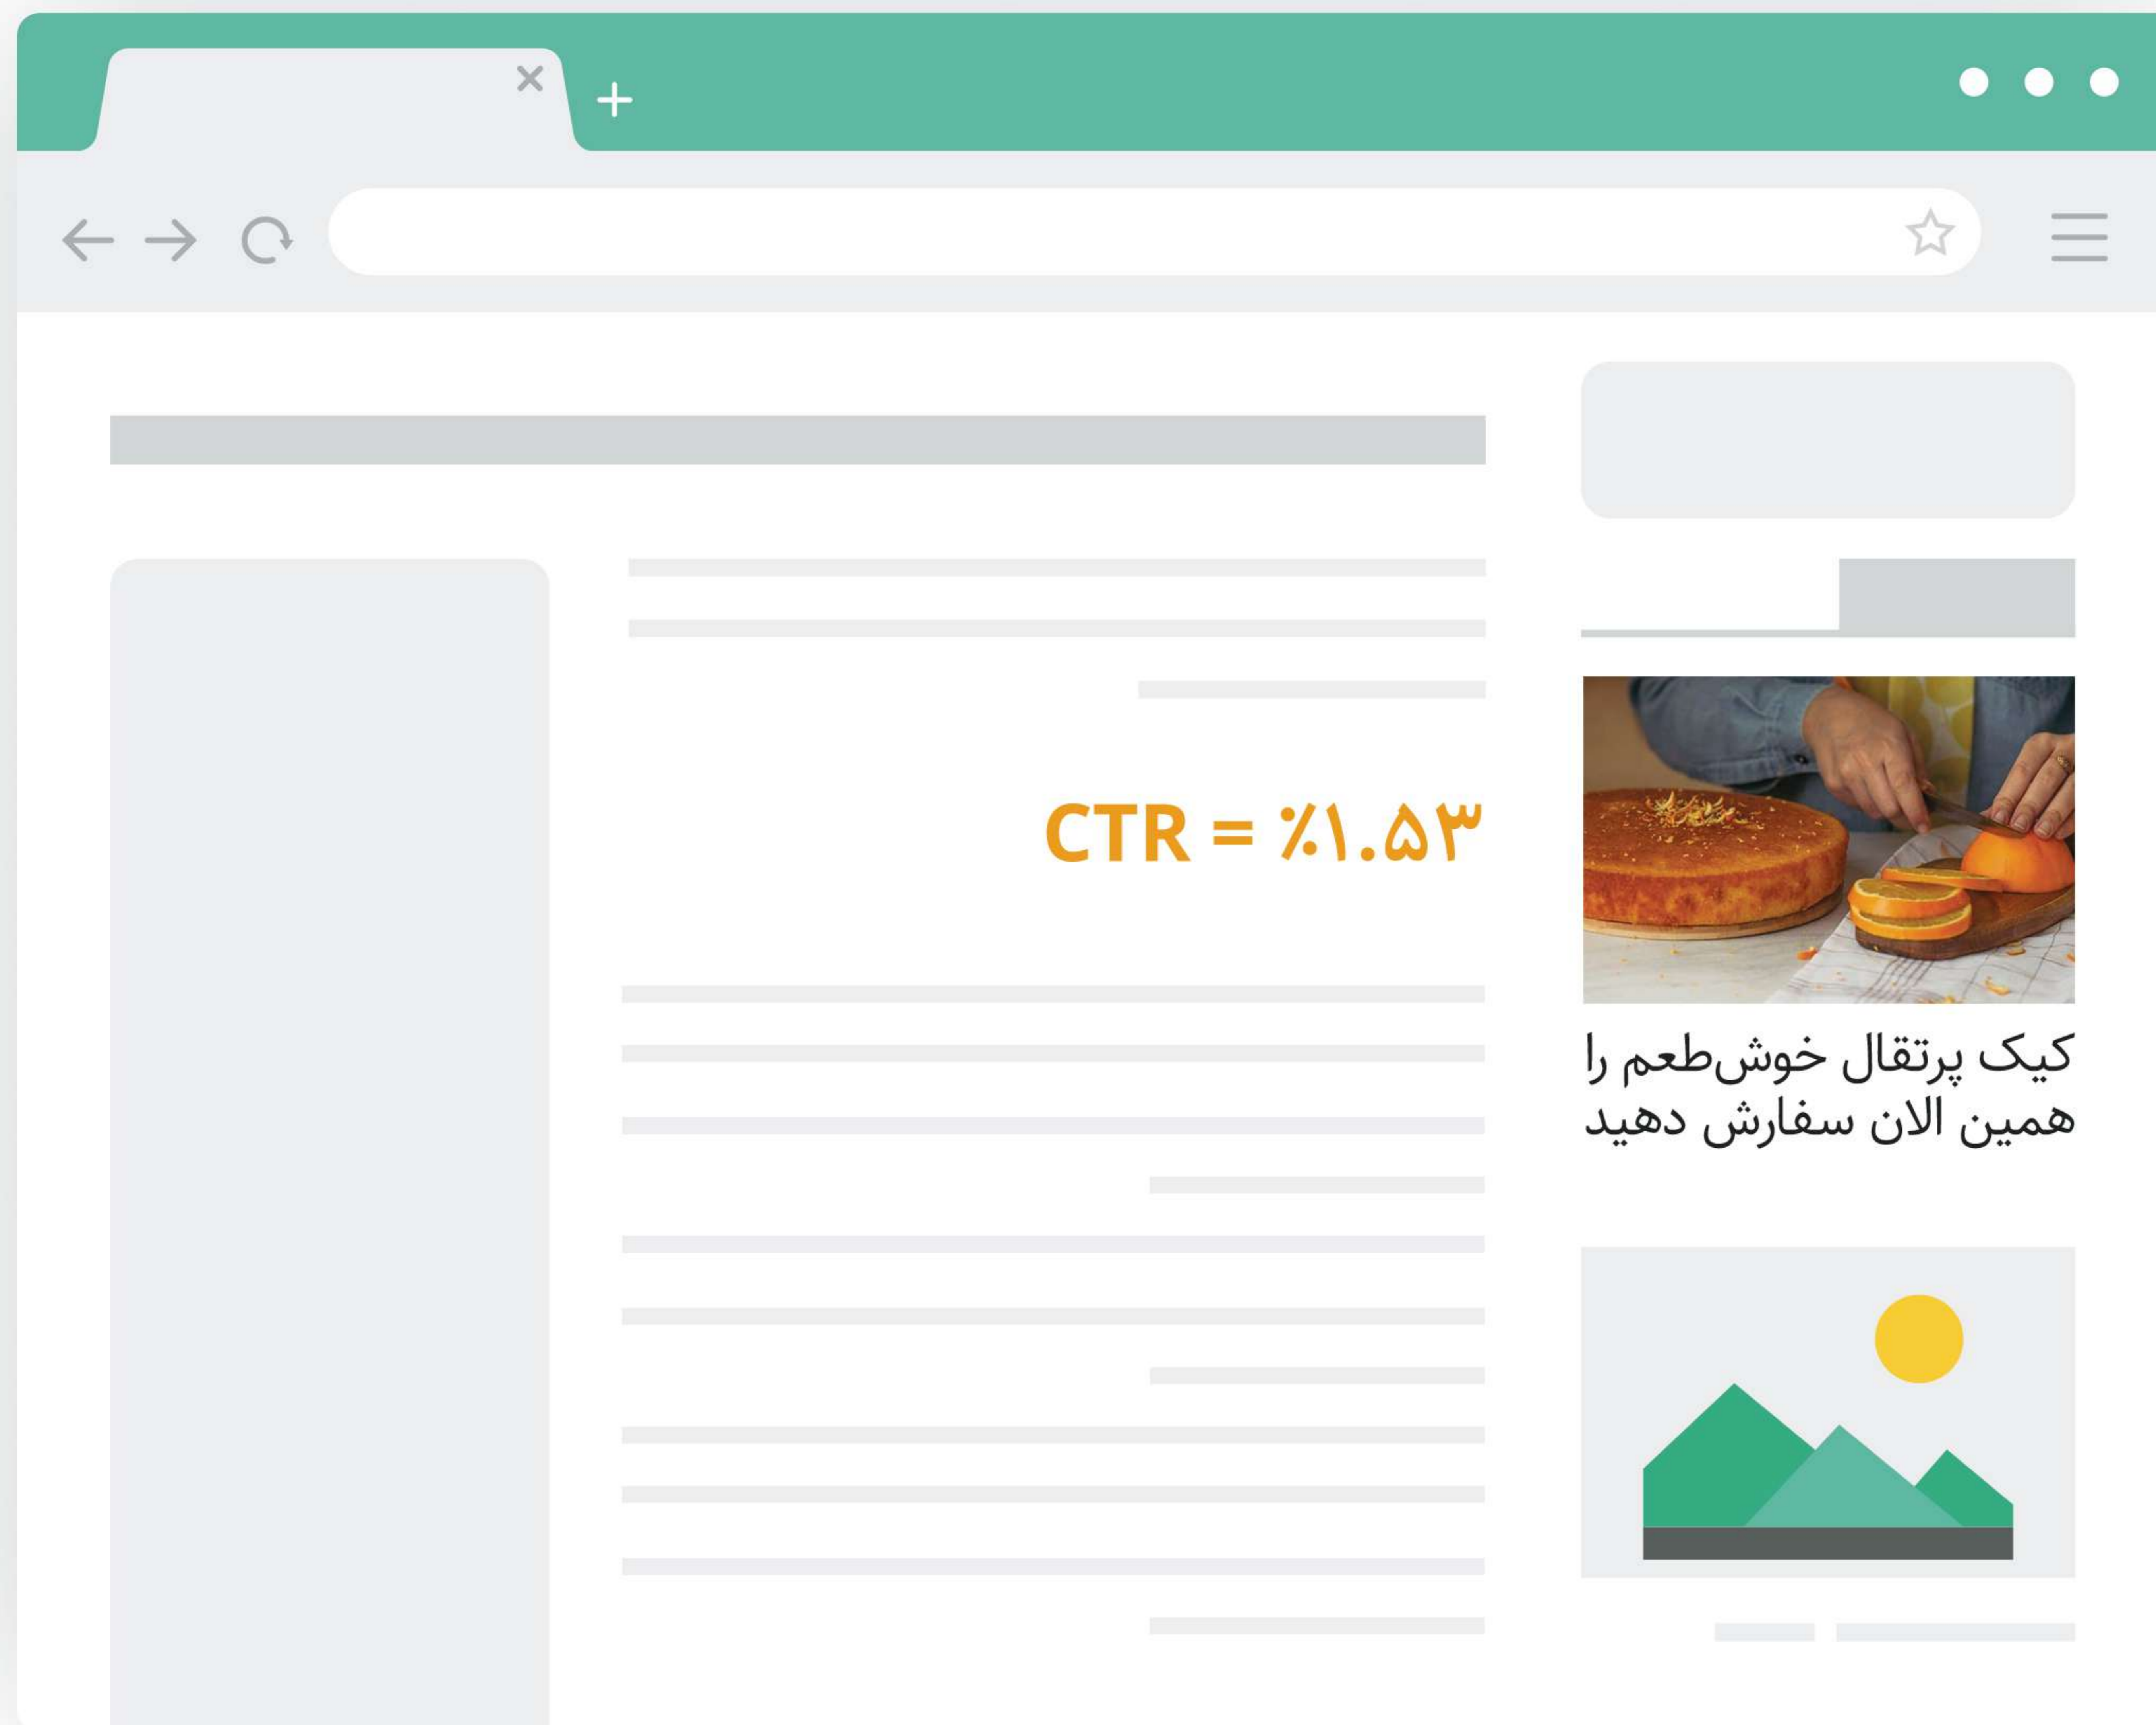 CTR = ٪۱.۵۳
کیک پرتقال خوش‌طعم را
همین الان سفارش دهید